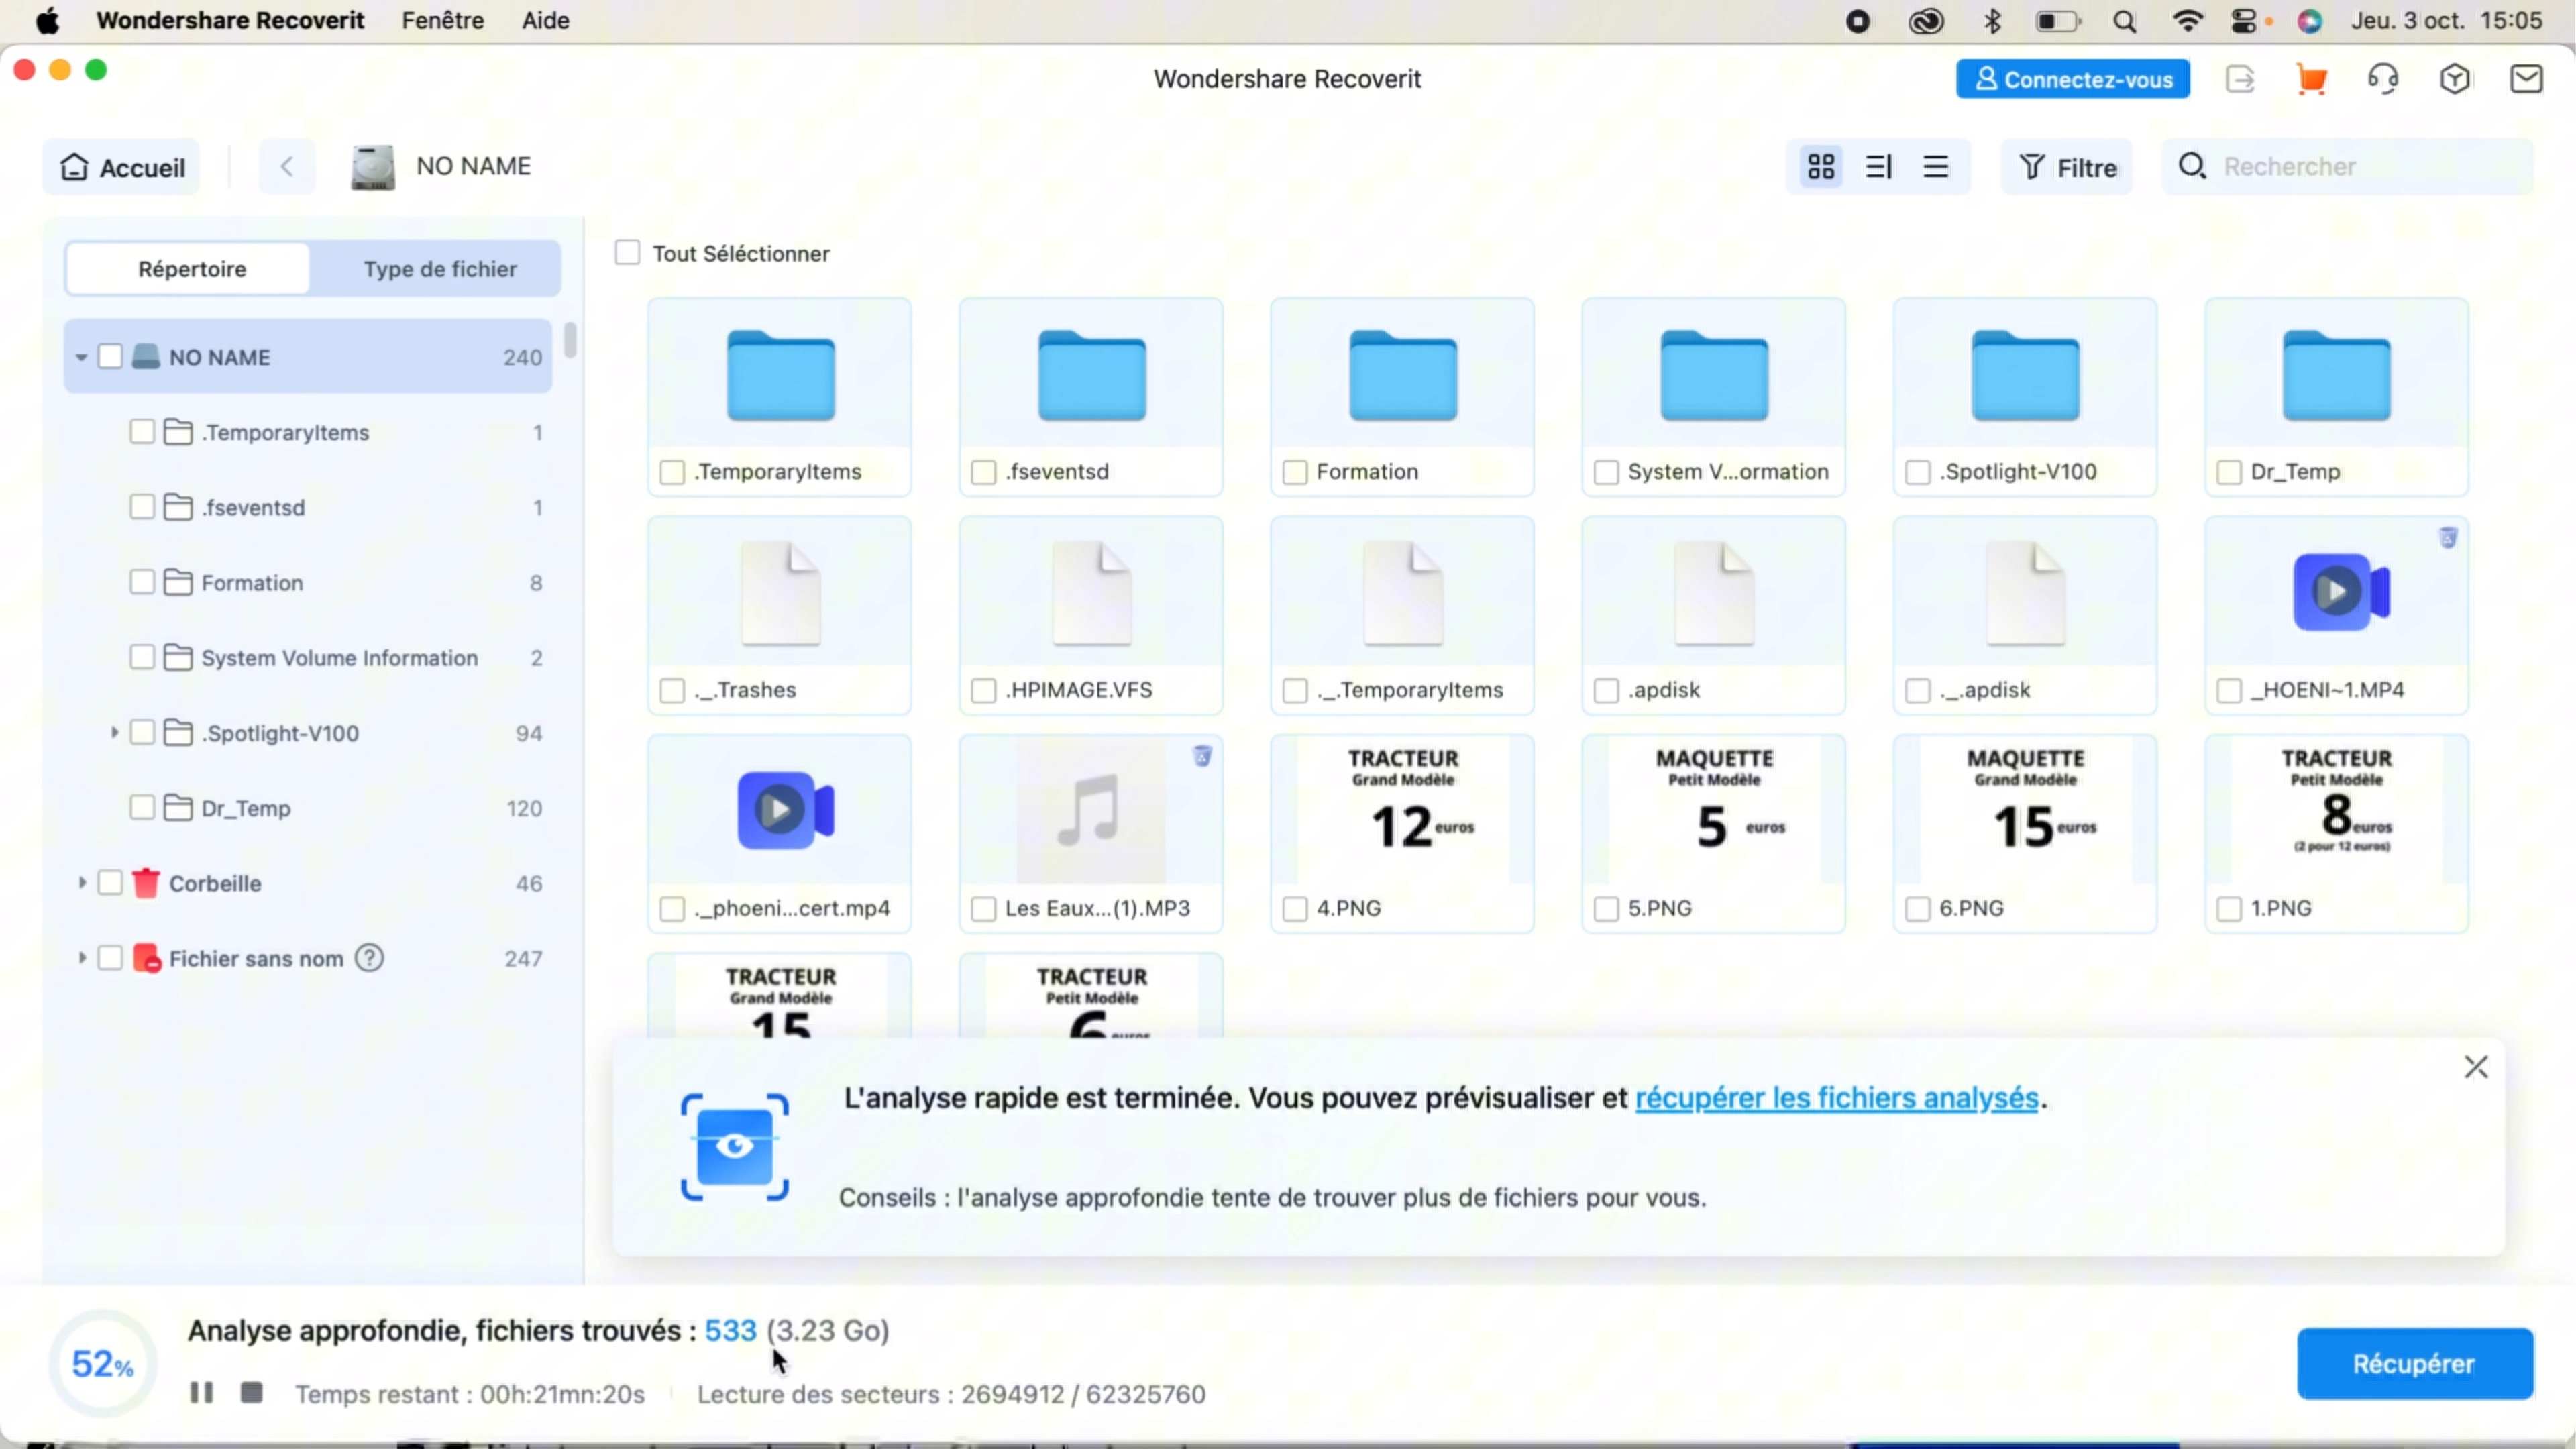 Wondershare Recoverit Fenêtre Aide Jeu. 3 oct. 15:05
Wondershare Recoverit
Connectez-vous
Accueil
NO NAME
Filtre
Rechercher
Répertoire Type de fichier
NO NAME 240
.TemporaryItems 1
.fseventsd 1
Formation 8
System Volume Information 2
.Spotlight-V100 94
Dr_Temp 120
Corbeille 46
Fichier sans nom ? 247
Tout Séléctionner
.TemporaryItems .fseventsd Formation System V...ormation .Spotlight-V100 Dr_Temp
._.Trashes .HPIMAGE.VFS ._.TemporaryItems .apdisk ._.apdisk _HOENI~1.MP4
TRACTEUR
Grand Modèle
12 euros
MAQUETTE
Petit Modèle
5 euros
MAQUETTE
Grand Modèle
15 euros
TRACTEUR
Petit Modèle
8 euros
(2 pour 12 euros)
._phoeni...cert.mp4 Les Eaux...(1).MP3 4.PNG 5.PNG 6.PNG 1.PNG
TRACTEUR
Grand Modèle
15
TRACTEUR
Petit Modèle
6 euros
L'analyse rapide est terminée. Vous pouvez prévisualiser et récupérer les fichiers analysés.
Conseils : l'analyse approfondie tente de trouver plus de fichiers pour vous.
52%
Analyse approfondie, fichiers trouvés : 533 (3.23 Go)
Temps restant : 00h:21mn:20s Lecture des secteurs : 2694912 / 62325760
Récupérer